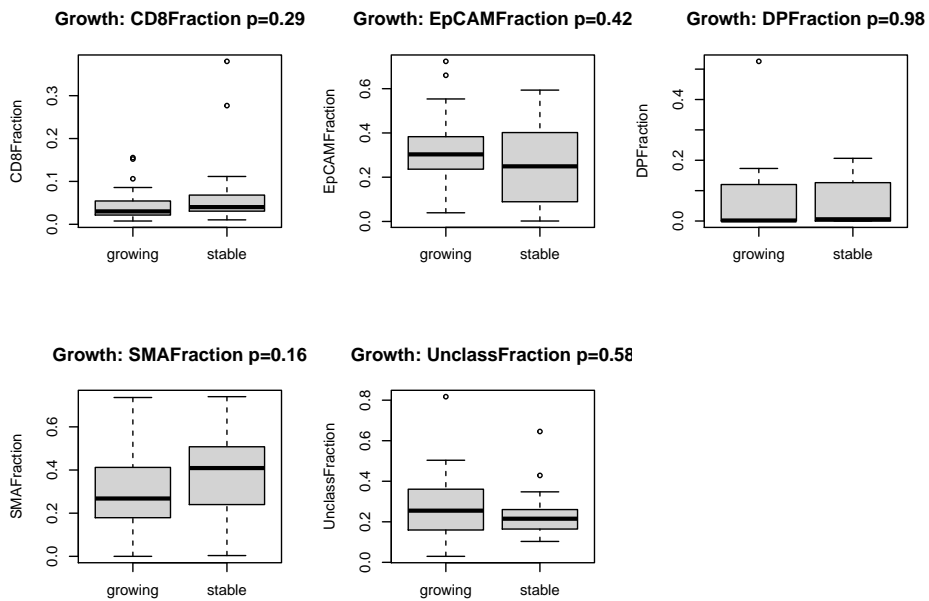 Growth: CD8Fraction p=0.29
CD8Fraction
0.3
0.2
0.1
0.0
growing stable
Growth: EpCAMFraction p=0.42
EpCAMFraction
0.6
0.4
0.2
0.0
growing stable
Growth: DPFraction p=0.98
DPFraction
0.4
0.2
0.0
growing stable
Growth: SMAFraction p=0.16
SMAFraction
0.6
0.4
0.2
0.0
growing stable
Growth: UnclassFraction p=0.58
UnclassFraction
0.8
0.6
0.4
0.2
0.0
growing stable